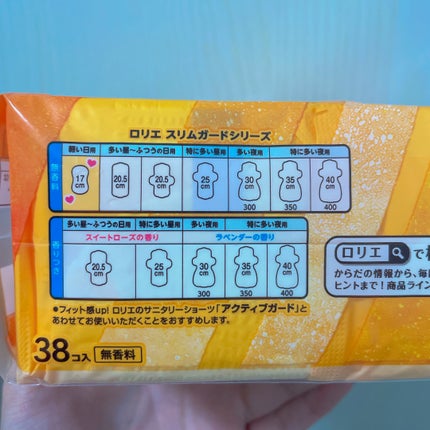 ロリエ スリムガードシリーズ
軽い日用 多い昼~ふつうの日用 特に多い昼用 多い夜用 特に多い夜用
無香料
17cm 20.5cm 20.5cm 25cm 30cm 35cm 40cm
300 350 400
多い昼~ふつうの日用 特に多い昼用 多い夜用 特に多い夜用
香りつき
スイートローズの香り ラベンダーの香り
20.5cm 25cm 30cm 35cm 40cm
300 350 400
●フィット感up! ロリエのサニタリーショーツ「アクティブガード」と
あわせてお使いいただくことをおすすめします。
38コ入 無香料
ロリエ で
からだの情報から、毎
ヒントまで!商品ライン